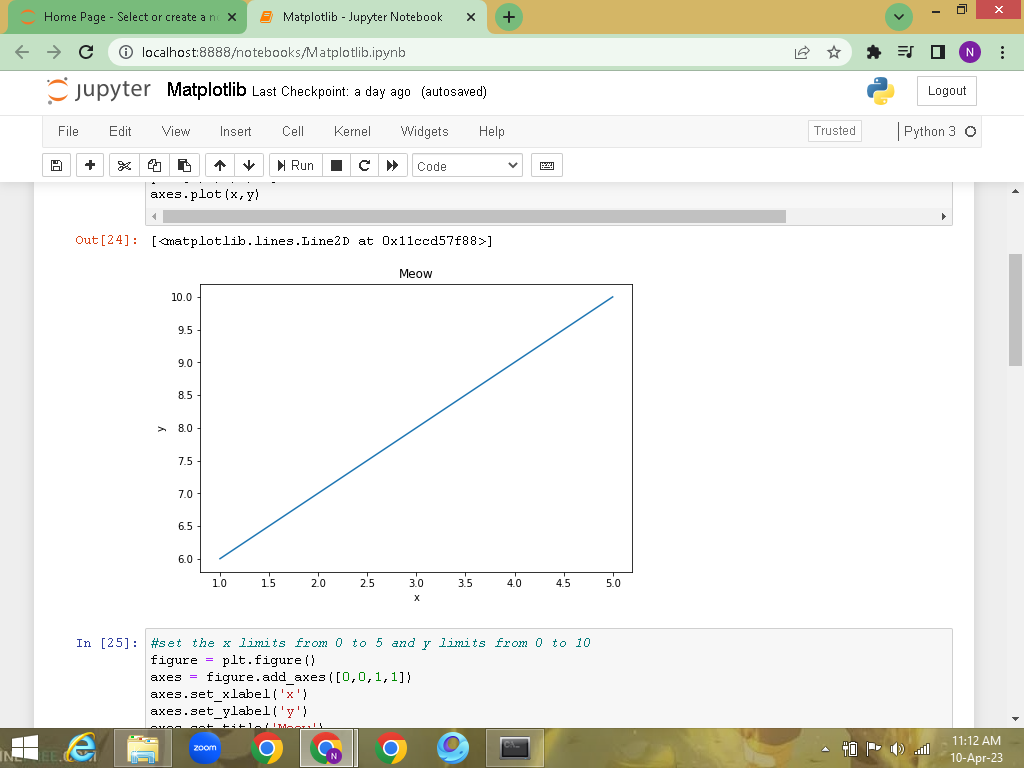 Home Page - Select or create a n
Matplotlib - Jupyter Notebook
localhost:8888/notebooks/Matplotlib.ipynb
N
jupyter Matplotlib Last Checkpoint: a day ago (autosaved)
Logout
File Edit View Insert Cell Kernel Widgets Help
Trusted
Python 3
Run
Code
axes.plot(x,y)
Out[24]: [<matplotlib.lines.Line2D at 0x11ccd57f88>]
Meow
10.0
9.5
9.0
8.5
8.0
7.5
7.0
6.5
6.0
y
1.0 1.5 2.0 2.5 3.0 3.5 4.0 4.5 5.0
x
In [25]: #set the x limits from 0 to 5 and y limits from 0 to 10
figure = plt.figure()
axes = figure.add_axes([0,0,1,1])
axes.set_xlabel('x')
axes.set_ylabel('y')
axes.set_title('Meow')
zoom
N
11:12 AM
10-Apr-23